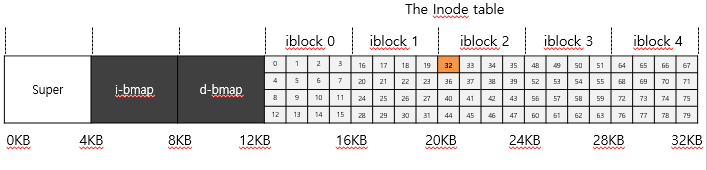 The Inode table
iblock 0 iblock 1 iblock 2 iblock 3 iblock 4
Super i-bmap d-bmap
0 1 2 3 16 17 18 19 32 33 34 35 48 49 50 51 64 65 66 67
4 5 6 7 20 21 22 23 36 37 38 39 52 53 54 55 68 69 70 71
8 9 10 11 24 25 26 27 40 41 42 43 56 57 58 59 72 73 74 75
12 13 14 15 28 29 30 31 44 45 46 47 60 61 62 63 76 77 78 79
0KB 4KB 8KB 12KB 16KB 20KB 24KB 28KB 32KB